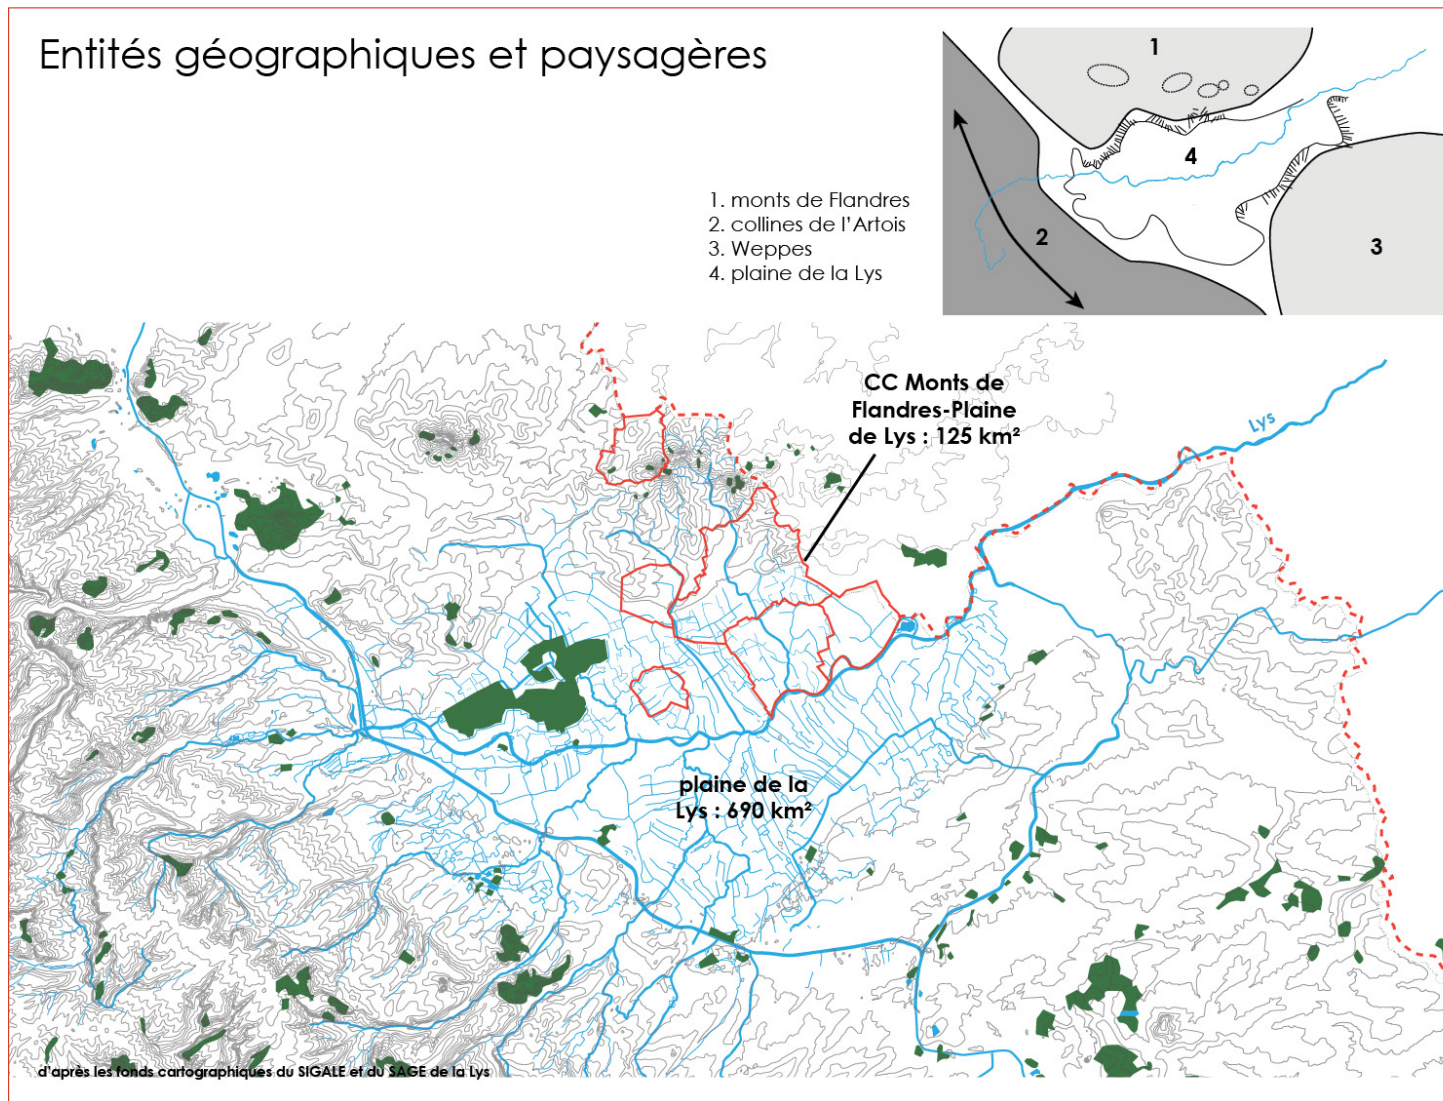 Entités géographiques et paysagères
1
4
2
3
1. monts de Flandres
2. collines de l'Artois
3. Weppes
4. plaine de la Lys
CC Monts de
Flandres-Plaine
de Lys : 125 km²
Lys
plaine de la
Lys : 690 km²
d'après les fonds cartographiques du SIGALE et du SAGE de la Lys